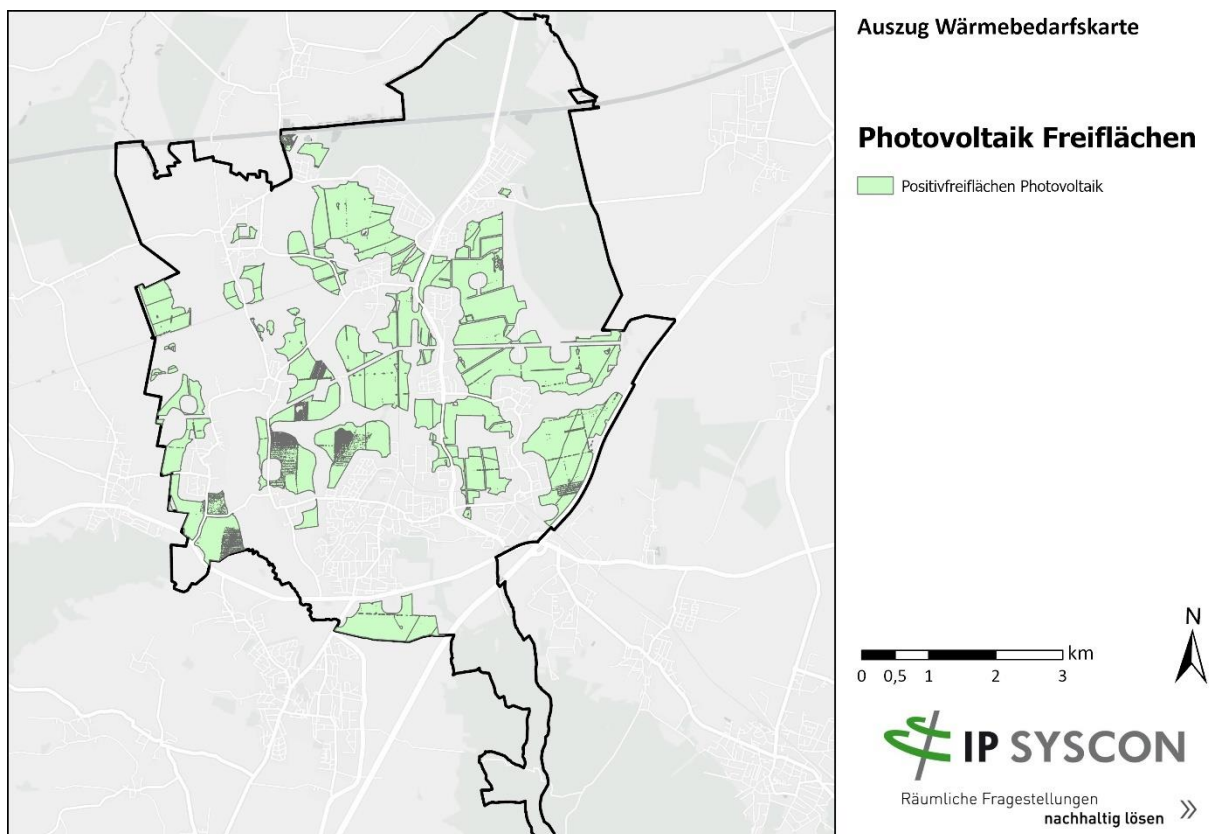 Auszug Wärmebedarfskarte
Photovoltaik Freiflächen
Positivfreiflächen Photovoltaik
N
km
0 0,5 1 2 3
IP SYSCON
Räumliche Fragestellungen
nachhaltig lösen »